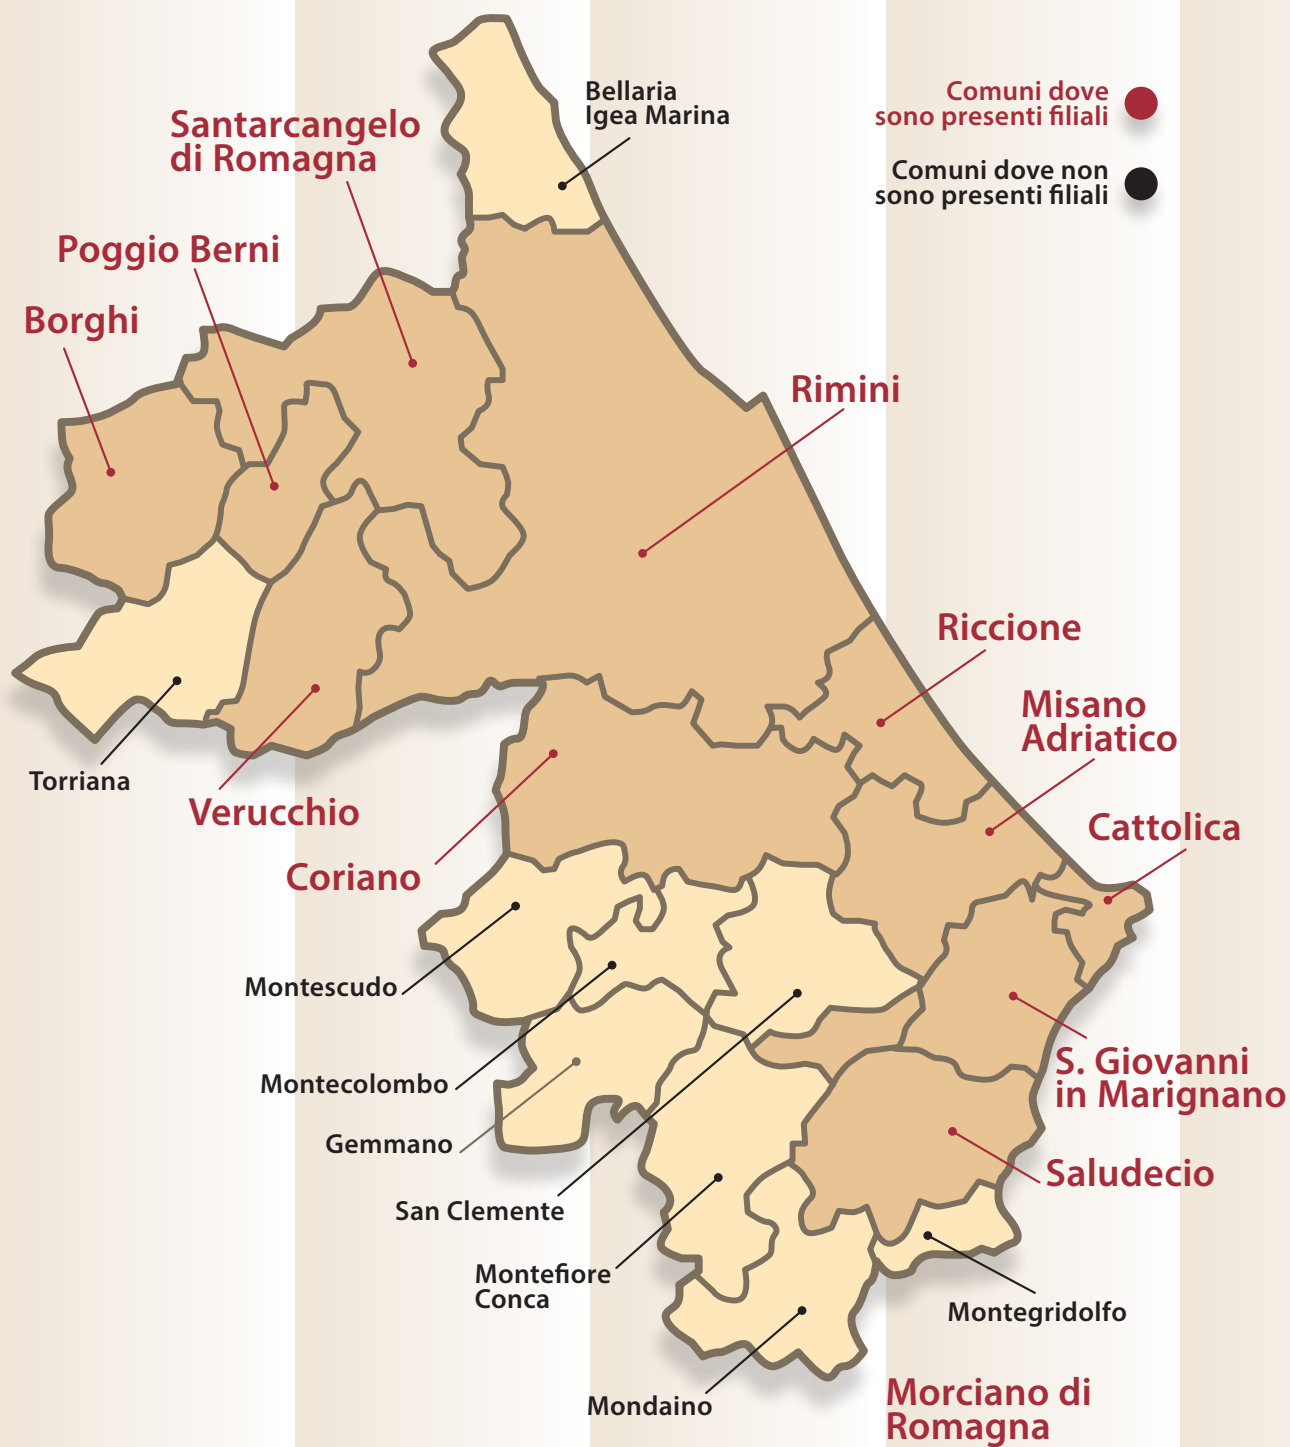 Bellaria
Igea Marina
Comuni dove
sono presenti filiali
Comuni dove non
sono presenti filiali
Santarcangelo
di Romagna
Poggio Berni
Borghi
Rimini
Riccione
Misano
Adriatico
Cattolica
Torriana
Verucchio
Coriano
Montescudo
Montecolombo
Gemmano
San Clemente
Montefiore
Conca
S. Giovanni
in Marignano
Saludecio
Montegridolfo
Mondaino
Morciano di
Romagna